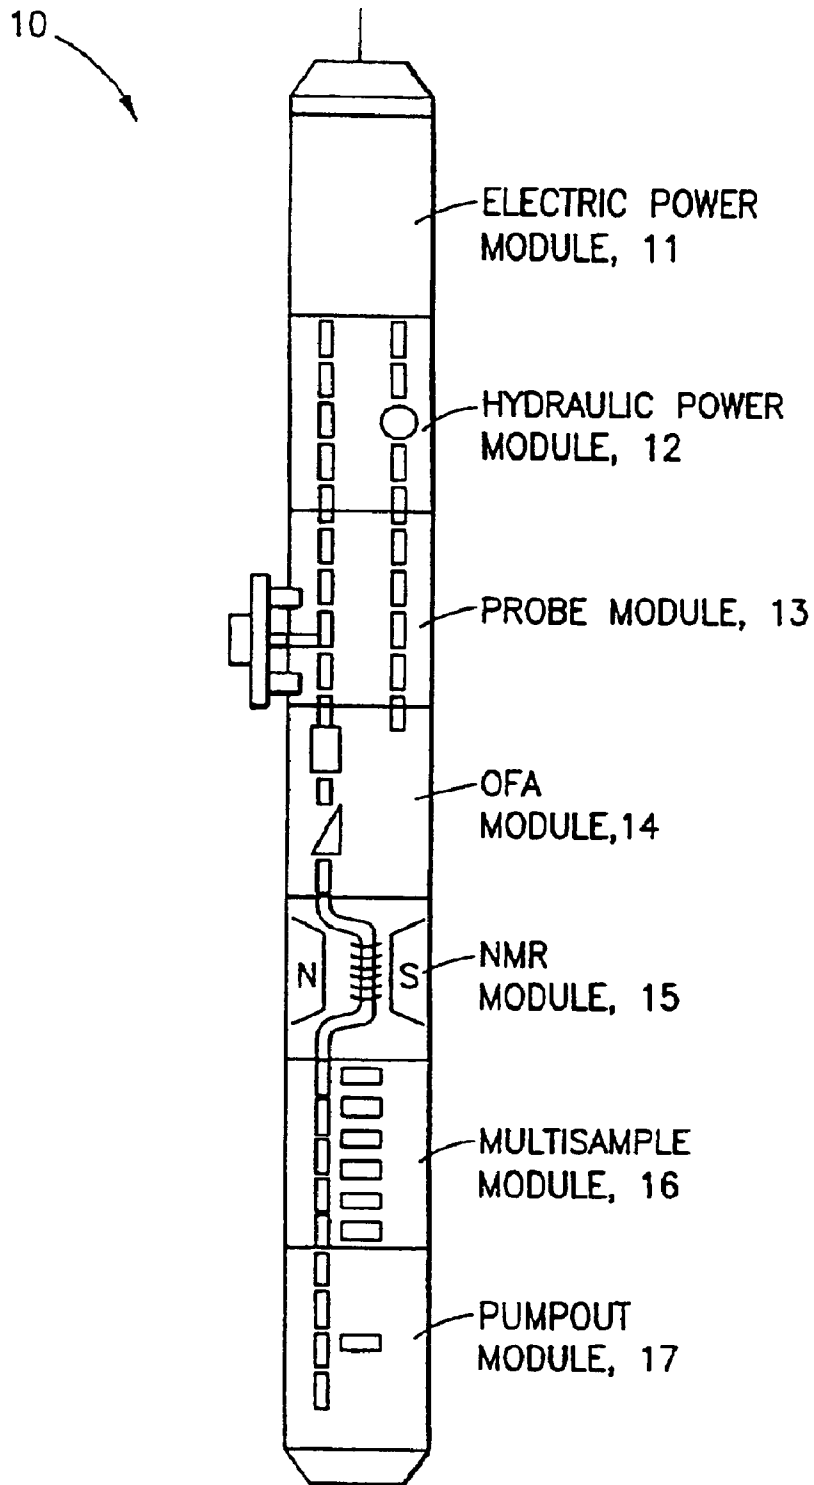 10
ELECTRIC POWER
MODULE, 11
HYDRAULIC POWER
MODULE, 12
PROBE MODULE, 13
OFA
MODULE,14
N
S
NMR
MODULE, 15
MULTISAMPLE
MODULE, 16
PUMPOUT
MODULE, 17